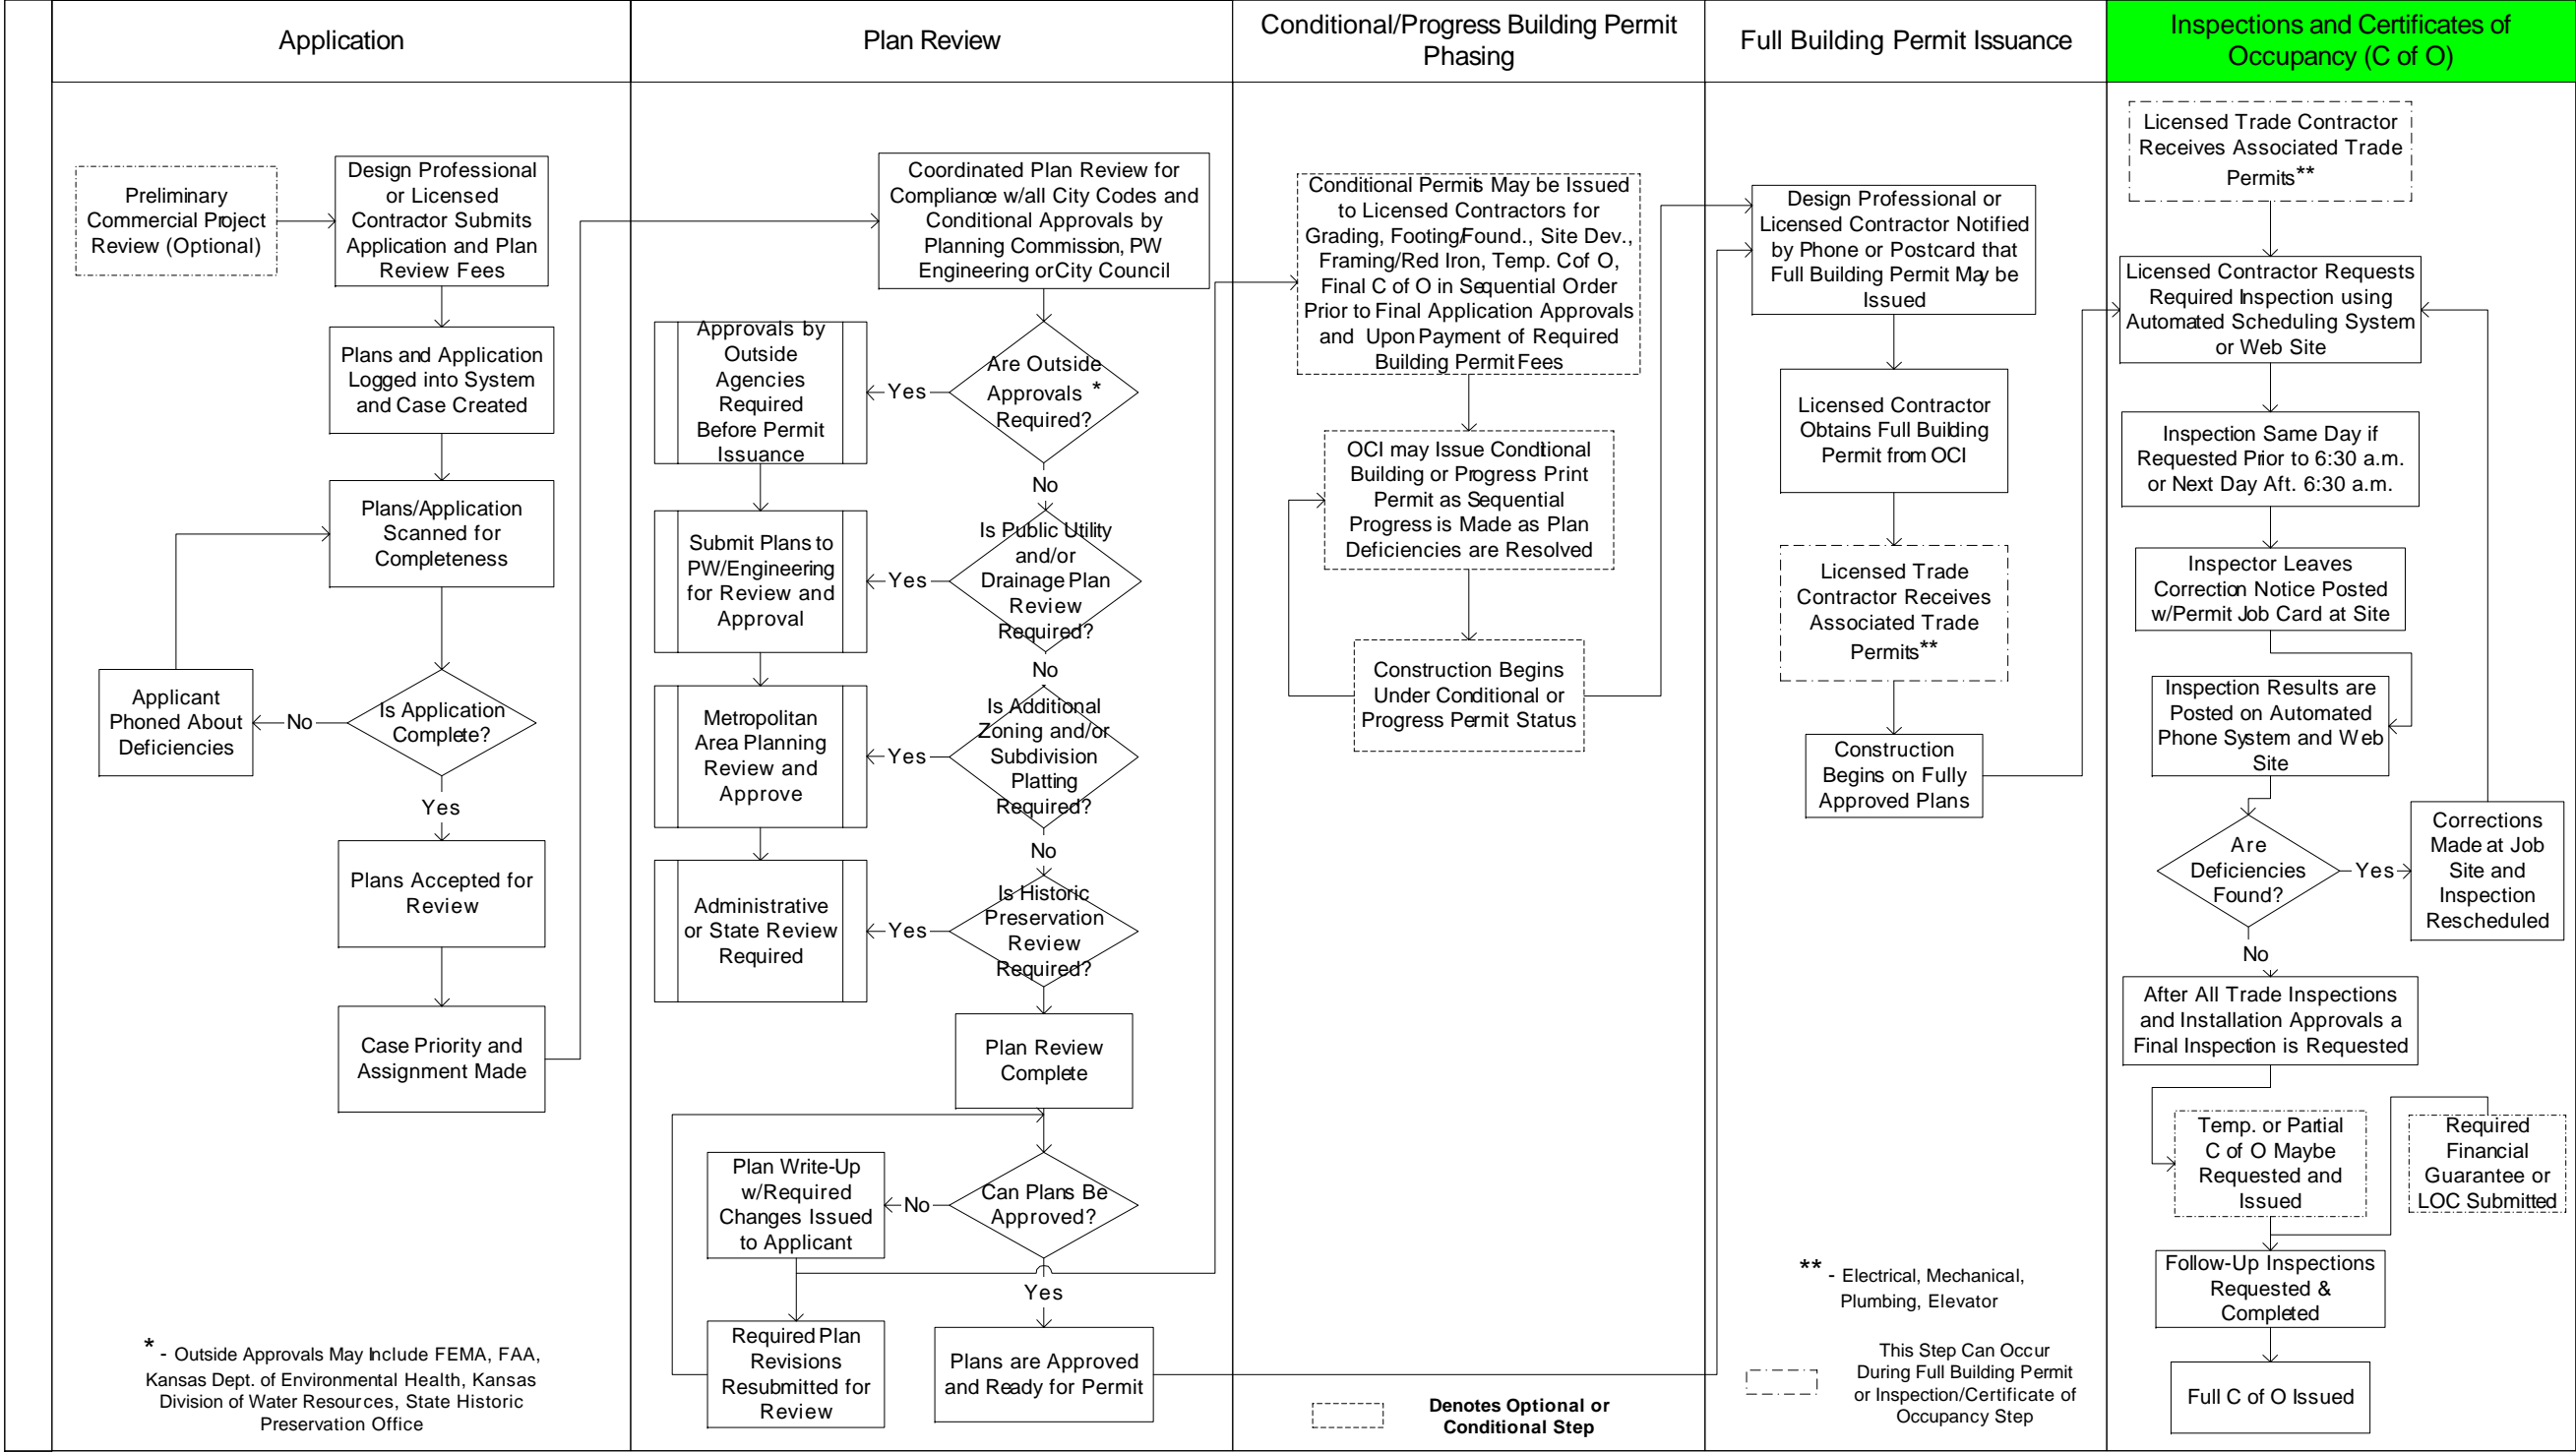 Application
Plan Review
Conditional/Progress Building Permit
Phasing
Full Building Permit Issuance
Inspections and Certificates of
Occupancy (C of O)
Preliminary
Commercial Project
Review (Optional)
Design Professional
or Licensed
Contractor Submits
Application and Plan
Review Fees
Plans and Application
Logged into System
and Case Created
Plans/Application
Scanned for
Completeness
Applicant
Phoned About
Deficiencies
No
Is Application
Complete?
Yes
Plans Accepted for
Review
Case Priority and
Assignment Made
* - Outside Approvals May Include FEMA, FAA,
Kansas Dept. of Environmental Health, Kansas
Division of Water Resources, State Historic
Preservation Office
Coordinated Plan Review for
Compliance w/all City Codes and
Conditional Approvals by
Planning Commission, PW
Engineering or City Council
Approvals by
Outside
Agencies
Required
Before Permit
Issuance
Yes
Are Outside
Approvals *
Required?
No
Submit Plans to
PW/Engineering
for Review and
Approval
Yes
Is Public Utility
and/or
Drainage Plan
Review
Required?
No
Metropolitan
Area Planning
Review and
Approve
Yes
Is Additional
Zoning and/or
Subdivision
Platting
Required?
No
Administrative
or State Review
Required
Yes
Is Historic
Preservation
Review
Required?
Plan Review
Complete
Plan Write-Up
w/Required
Changes Issued
to Applicant
No
Can Plans Be
Approved?
Yes
Required Plan
Revisions
Resubmitted for
Review
Plans are Approved
and Ready for Permit
Conditional Permits May be Issued
to Licensed Contractors for
Grading, Footing/Found., Site Dev.,
Framing/Red Iron, Temp. C of O,
Final C of O in Sequential Order
Prior to Final Application Approvals
and Upon Payment of Required
Building Permit Fees
OCI may Issue Conditional
Building or Progress Print
Permit as Sequential
Progress is Made as Plan
Deficiencies are Resolved
Construction Begins
Under Conditional or
Progress Permit Status
Denotes Optional or
Conditional Step
Design Professional or
Licensed Contractor Notified
by Phone or Postcard that
Full Building Permit May be
Issued
Licensed Contractor
Obtains Full Building
Permit from OCI
Licensed Trade
Contractor Receives
Associated Trade
Permits**
Construction
Begins on Fully
Approved Plans
** - Electrical, Mechanical,
Plumbing, Elevator
This Step Can Occur
During Full Building Permit
or Inspection/Certificate of
Occupancy Step
Licensed Trade Contractor
Receives Associated Trade
Permits**
Licensed Contractor Requests
Required Inspection using
Automated Scheduling System
or Web Site
Inspection Same Day if
Requested Prior to 6:30 a.m.
or Next Day Aft. 6:30 a.m.
Inspector Leaves
Correction Notice Posted
w/Permit Job Card at Site
Inspection Results are
Posted on Automated
Phone System and Web
Site
Are
Deficiencies
Found?
Yes
Corrections
Made at Job
Site and
Inspection
Rescheduled
No
After All Trade Inspections
and Installation Approvals a
Final Inspection is Requested
Temp. or Partial
C of O Maybe
Requested and
Issued
Required
Financial
Guarantee or
LOC Submitted
Follow-Up Inspections
Requested &
Completed
Full C of O Issued